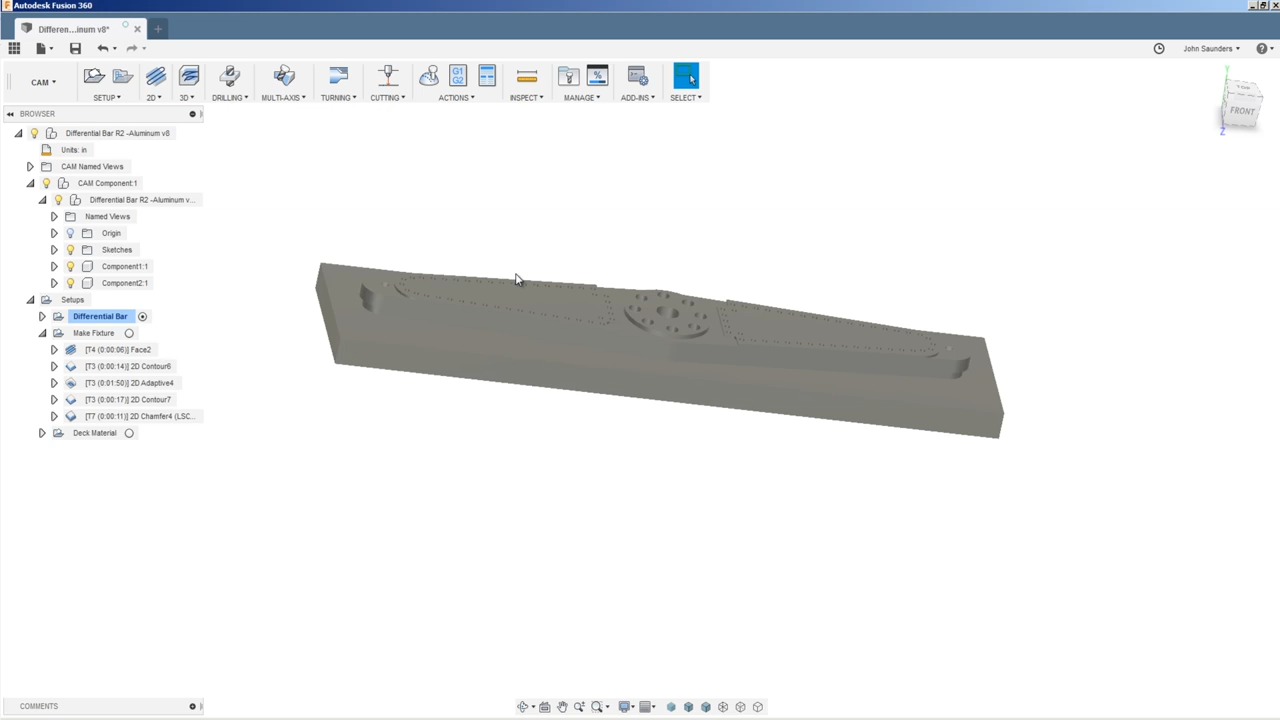 Autodesk Fusion 360
Differen...inum v8*
John Saunders
CAM
SETUP
2D
3D
DRILLING
MULTI-AXIS
TURNING
CUTTING
G1
G2
ACTIONS
INSPECT
MANAGE
ADD-INS
SELECT
BROWSER
Y
FRONT
Z
Differential Bar R2 -Aluminum v8
Units: in
CAM Named Views
CAM Component:1
Differential Bar R2 -Aluminum v...
Named Views
Origin
Sketches
Component1:1
Component2:1
Setups
Differential Bar
Make Fixture
[T4 (0:00:06)] Face2
[T3 (0:00:14)] 2D Contour6
[T3 (0:01:50)] 2D Adaptive4
[T3 (0:00:17)] 2D Contour7
[T7 (0:00:11)] 2D Chamfer4 (LSC...
Deck Material
COMMENTS